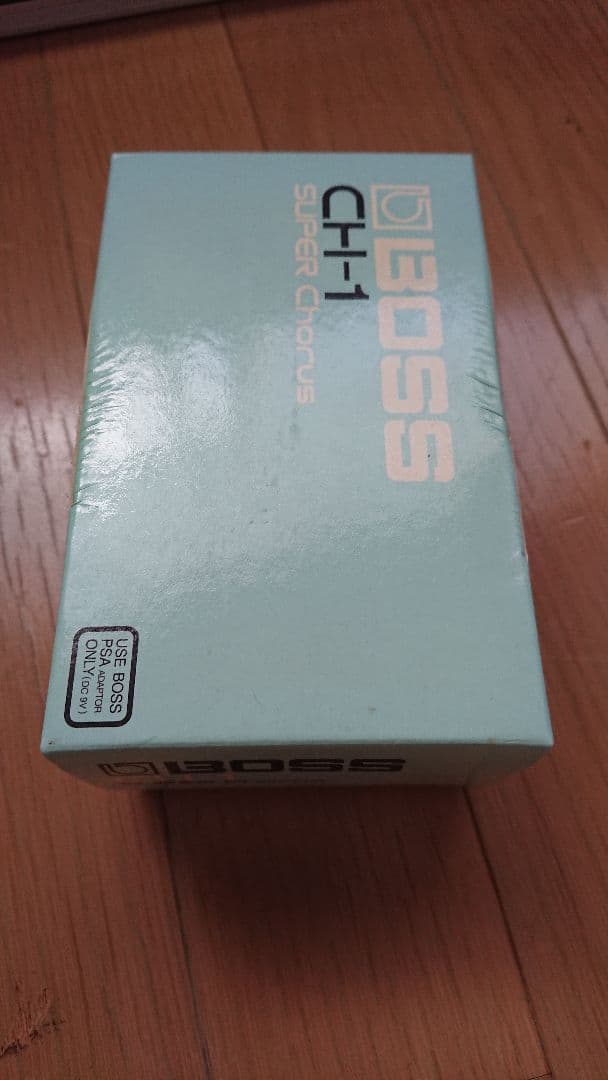 BOSS
CH-1
SUPER Chorus
USE BOSS
PSA ADAPTOR
ONLY(DC 9V)
BOSS